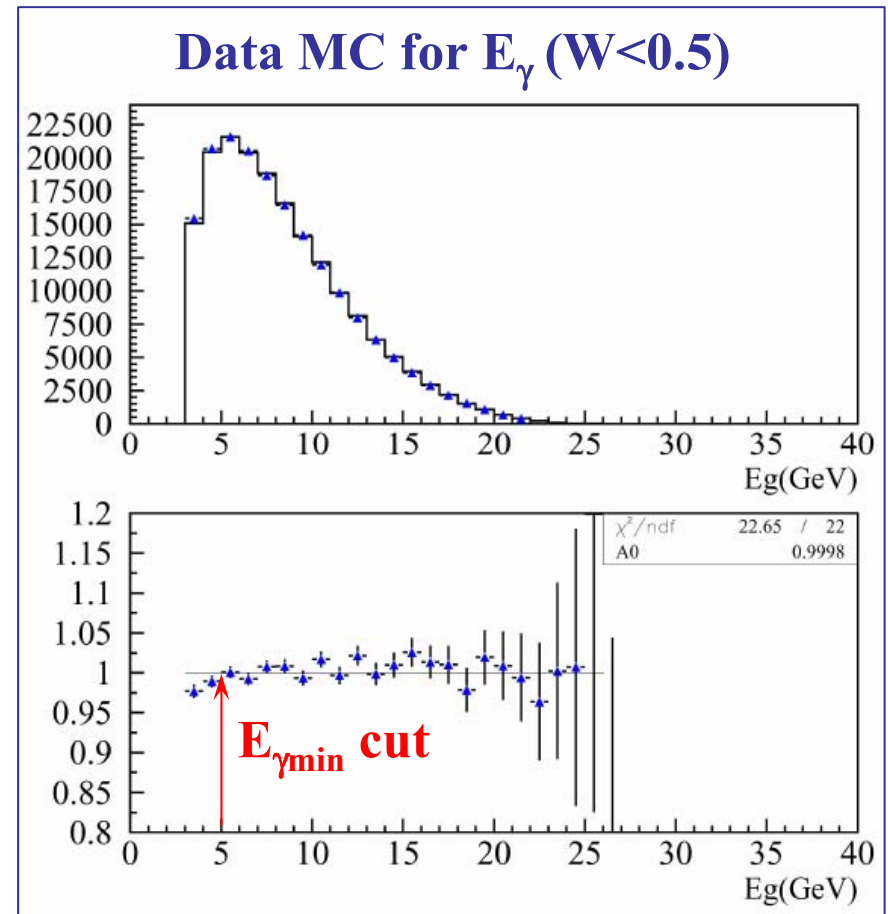 Data MC for Eγ (W<0.5)
22500
20000
17500
15000
12500
10000
7500
5000
2500
0
0 5 10 15 20 25 30 35 40
Eg(GeV)
1.2
1.15
1.1
1.05
1
0.95
0.9
0.85
0.8
χ²/ndf 22.65 / 22
A0 0.9998
Eγmin cut
0 5 10 15 20 25 30 35 40
Eg(GeV)